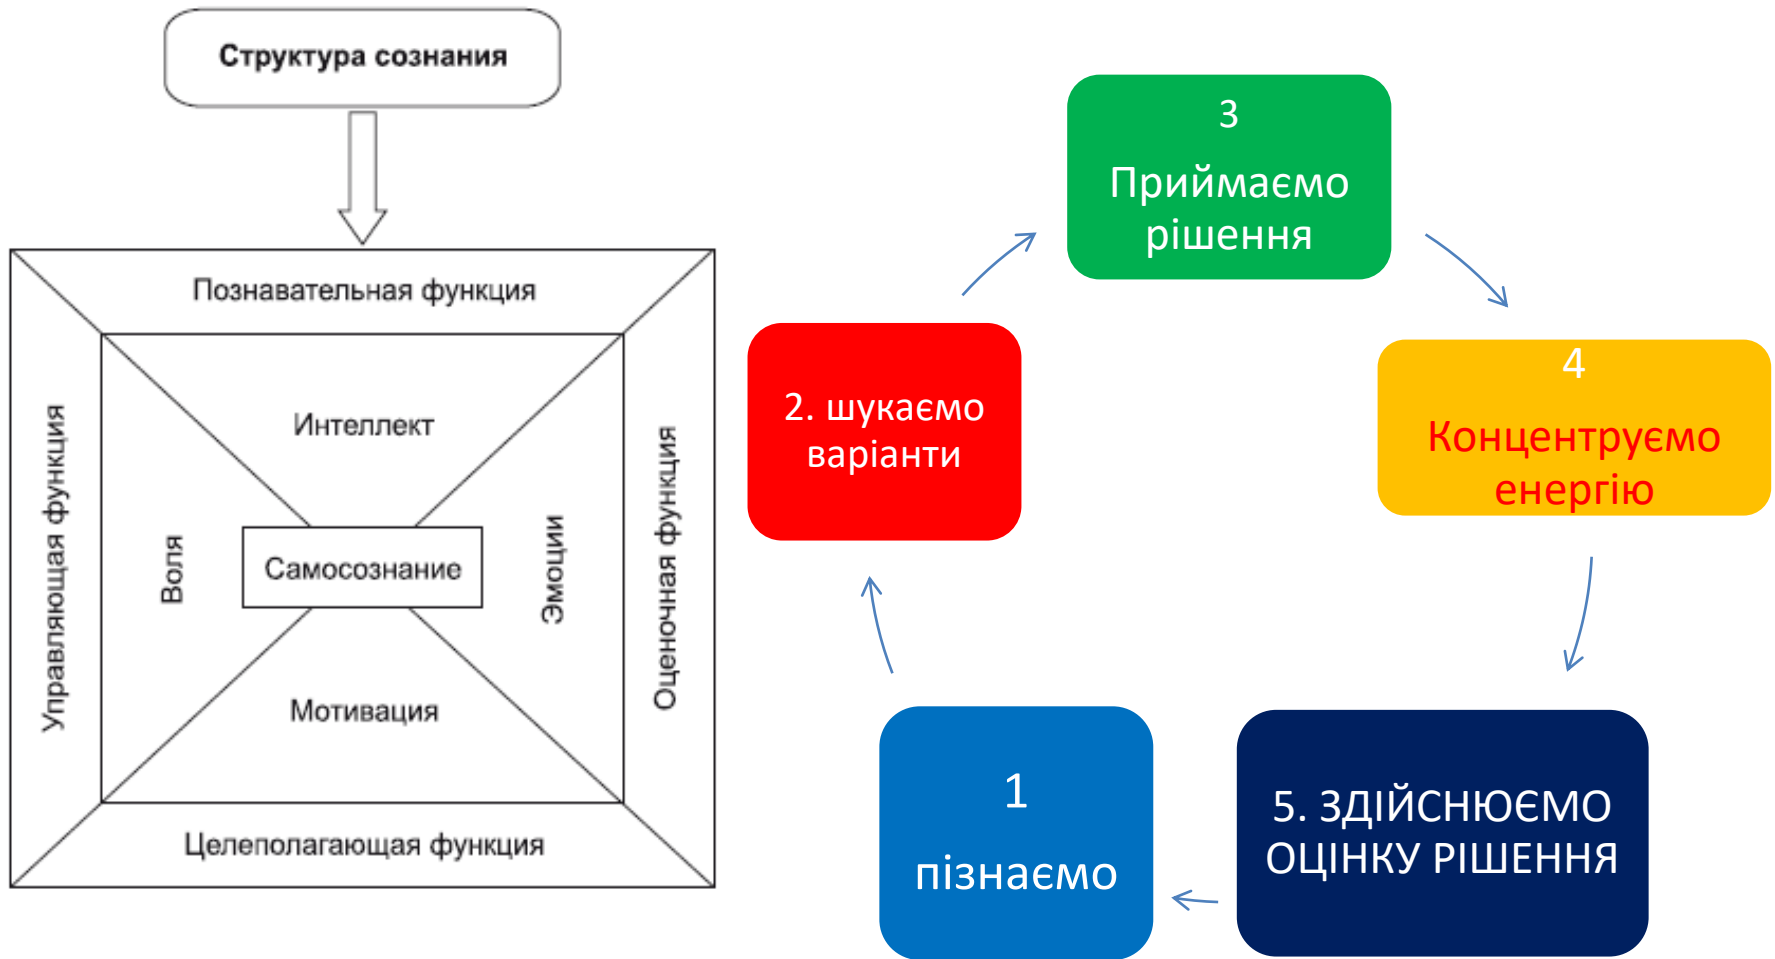 Структура сознания
Познавательная функция
Управляющая функция
Интеллект
Воля
Самосознание
Эмоции
Оценочная функция
Мотивация
Целеполагающая функция
1
пізнаємо
2. шукаємо
варіанти
3
Приймаємо
рішення
4
Концентруємо
енергію
5. ЗДІЙСНЮЄМО
ОЦІНКУ РІШЕННЯ